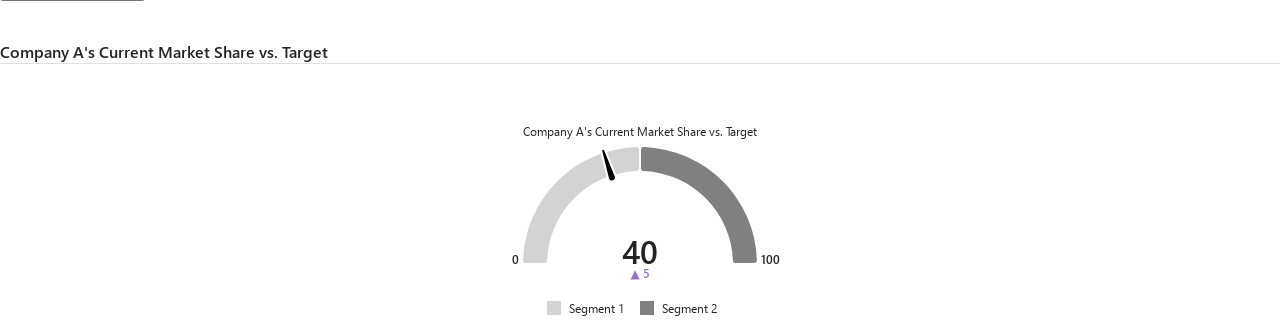 Company A's Current Market Share vs. Target
Company A's Current Market Share vs. Target
0
40
100
▲ 5
Segment 1
Segment 2